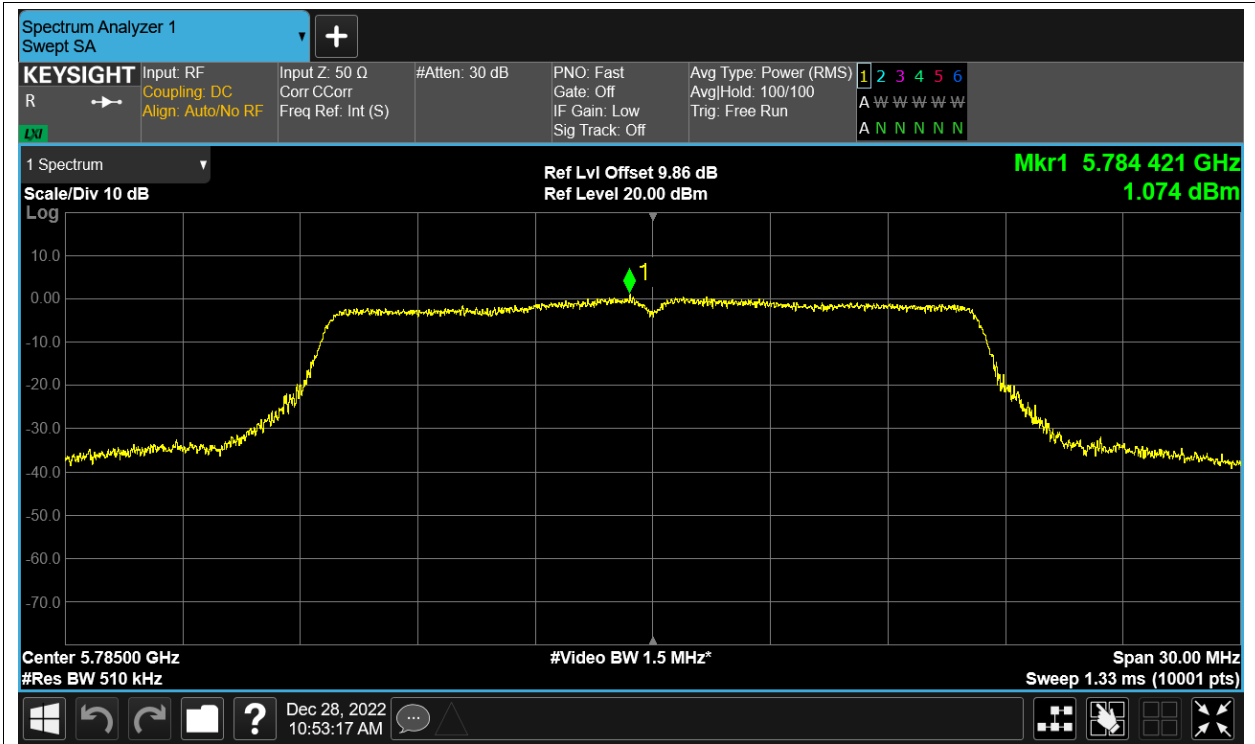 Spectrum Analyzer 1
Swept SA
KEYSIGHT
R
LXI
Input: RF
Coupling: DC
Align: Auto/No RF
Input Z: 50 Ω
Corr CCorr
Freq Ref: Int (S)
#Atten: 30 dB
PNO: Fast
Gate: Off
IF Gain: Low
Sig Track: Off
Avg Type: Power (RMS)
Avg|Hold: 100/100
Trig: Free Run
1 2 3 4 5 6
A W W W W W
A N N N N N
1 Spectrum
Scale/Div 10 dB
Log
Ref Lvl Offset 9.86 dB
Ref Level 20.00 dBm
Mkr1 5.784 421 GHz
1.074 dBm
10.0
0.00
-10.0
-20.0
-30.0
-40.0
-50.0
-60.0
-70.0
1
Center 5.78500 GHz
#Res BW 510 kHz
#Video BW 1.5 MHz*
Span 30.00 MHz
Sweep 1.33 ms (10001 pts)
?
Dec 28, 2022
10:53:17 AM